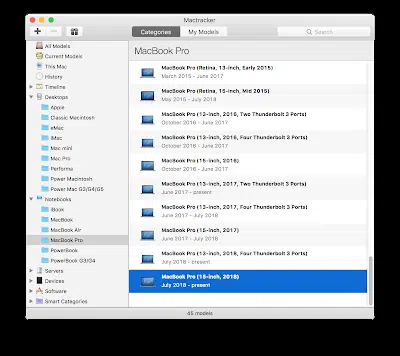 Mactracker
Categories
My Models
Search
All Models
Current Models
This Mac
History
Timeline
Desktops
Apple
Classic Macintosh
eMac
iMac
Mac mini
Mac Pro
Performa
Power Macintosh
Power Mac G3/G4/G5
Notebooks
iBook
MacBook
MacBook Air
MacBook Pro
PowerBook
PowerBook G3/G4
Servers
Devices
Software
Smart Categories
MacBook Pro
MacBook Pro (Retina, 13-inch, Early 2015)
March 2015 - June 2017
MacBook Pro (Retina, 15-inch, Mid 2015)
May 2015 - July 2018
MacBook Pro (13-inch, 2016, Two Thunderbolt 3 Ports)
October 2016 - June 2017
MacBook Pro (13-inch, 2016, Four Thunderbolt 3 Ports)
October 2016 - June 2017
MacBook Pro (15-inch, 2016)
October 2016 - June 2017
MacBook Pro (13-inch, 2017, Two Thunderbolt 3 Ports)
June 2017 - present
MacBook Pro (13-inch, 2017, Four Thunderbolt 3 Ports)
June 2017 - July 2018
MacBook Pro (15-inch, 2017)
June 2017 - July 2018
MacBook Pro (13-inch, 2018, Four Thunderbolt 3 Ports)
July 2018 - present
MacBook Pro (15-inch, 2018)
July 2018 - present
45 models